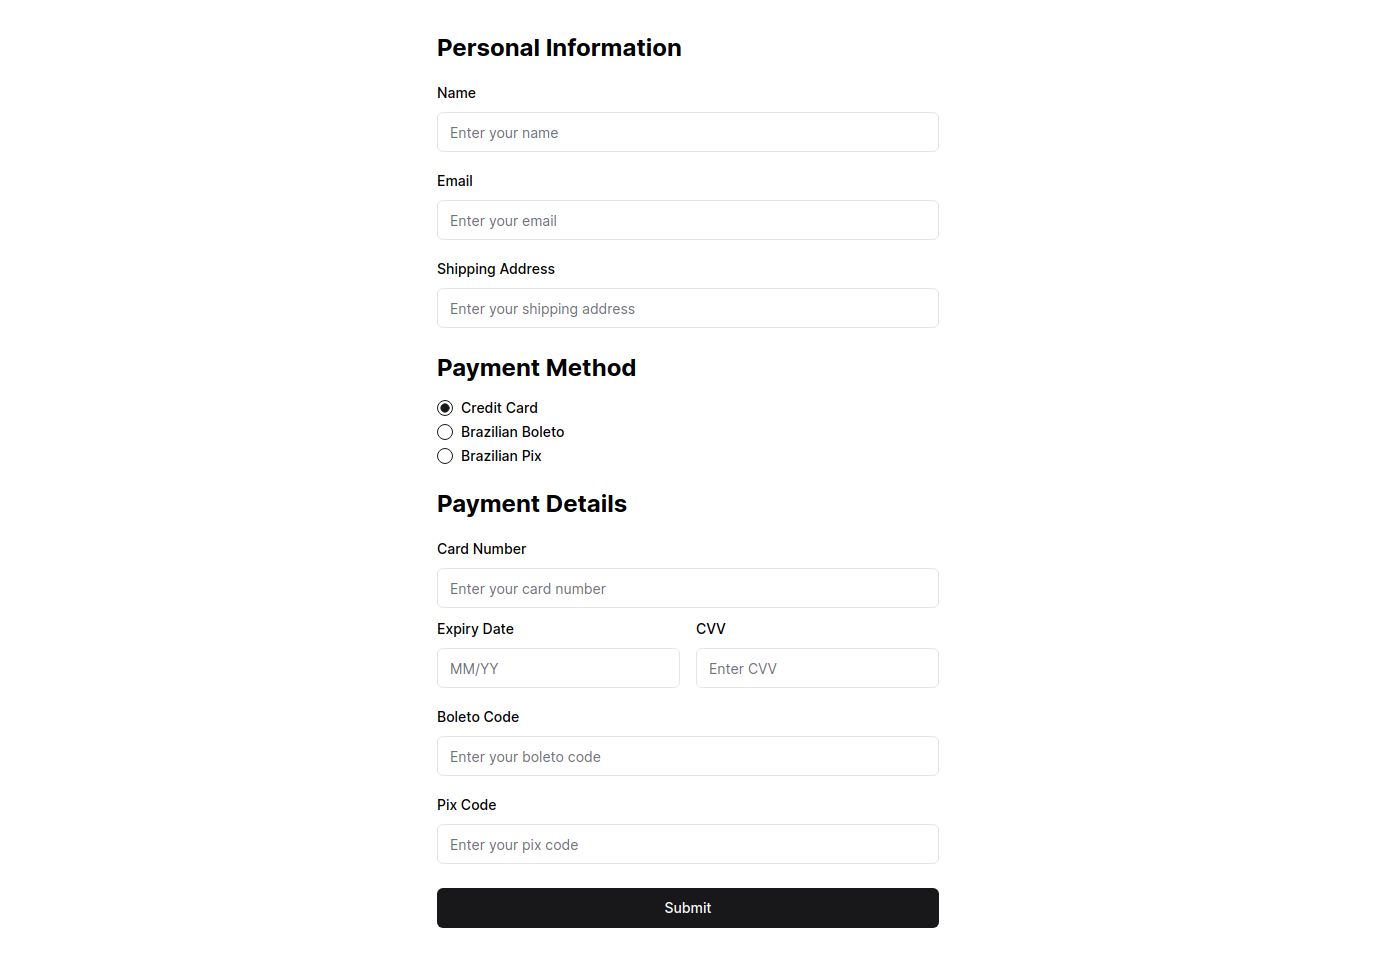 Personal Information
Name
Enter your name
Email
Enter your email
Shipping Address
Enter your shipping address
Payment Method
Credit Card
Brazilian Boleto
Brazilian Pix
Payment Details
Card Number
Enter your card number
Expiry Date CVV
MM/YY Enter CVV
Boleto Code
Enter your boleto code
Pix Code
Enter your pix code
Submit